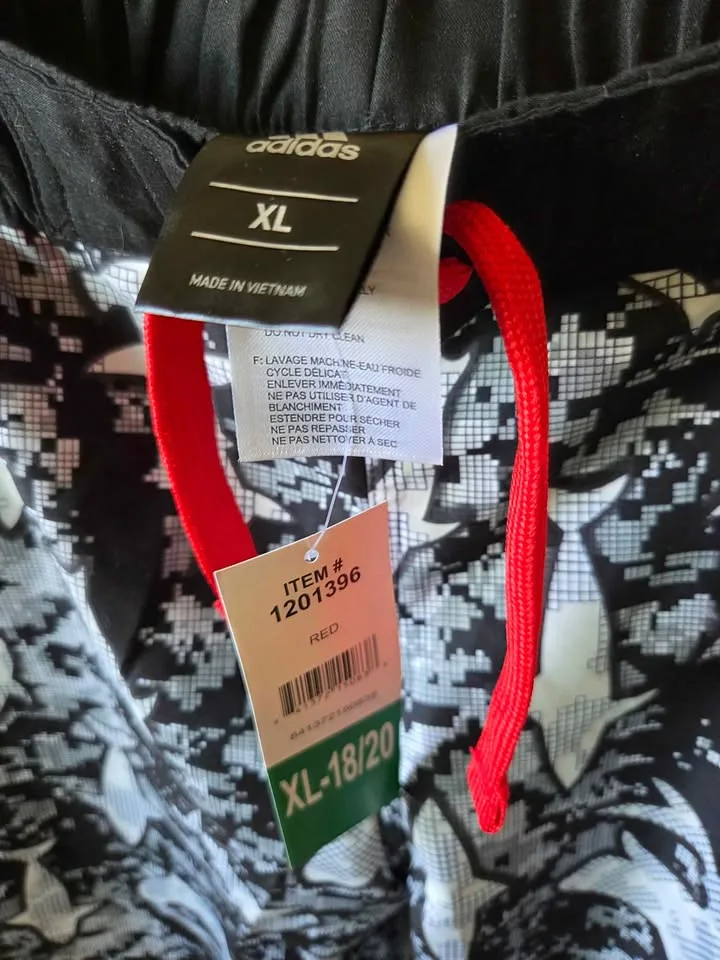 adidas
XL
MADE IN VIETNAM
DO NOT DRY CLEAN
F: LAVAGE MACHINE-EAU FROIDE
CYCLE DÉLICAT
ENLEVER IMMÉDIATEMENT
NE PAS UTILISER D'AGENT DE
BLANCHIMENT
ESTENDRE POUR SÉCHER
NE PAS REPASSER
NE PAS NETTOYER À SEC
ITEM #
1201396
RED
XL-18/20